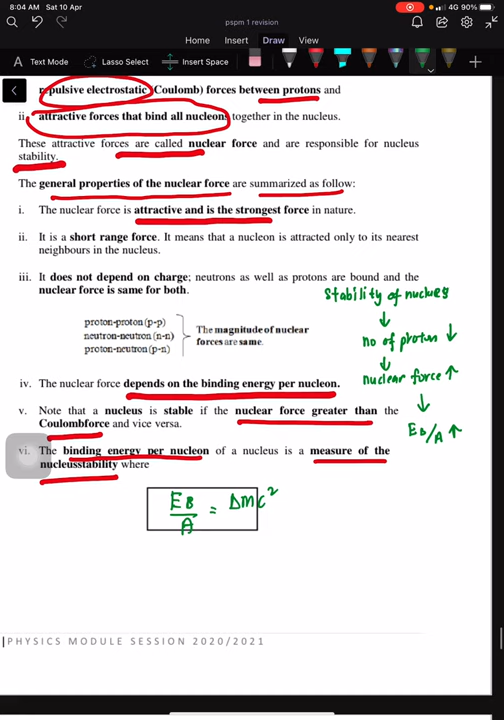 8:04 AM Sat 10 Apr
4G 90%
pspm 1 revision
Home Insert Draw View
Text Mode Lasso Select Insert Space
repulsive electrostatic (Coulomb) forces between protons and
ii. attractive forces that bind all nucleons together in the nucleus.
These attractive forces are called nuclear force and are responsible for nucleus
stability.
The general properties of the nuclear force are summarized as follow:
i. The nuclear force is attractive and is the strongest force in nature.
ii. It is a short range force. It means that a nucleon is attracted only to its nearest
neighbours in the nucleus.
iii. It does not depend on charge; neutrons as well as protons are bound and the
nuclear force is same for both.
proton-proton (p-p)
neutron-neutron (n-n)
proton-neutron (p-n)
The magnitude of nuclear
forces are same.
stability of nucleus
↓
no of proton ↓
↓
nuclear force ↑
↓
EB/A ↑
iv. The nuclear force depends on the binding energy per nucleon.
v. Note that a nucleus is stable if the nuclear force greater than the
Coulombforce and vice versa.
vi. The binding energy per nucleon of a nucleus is a measure of the
nucleusstability where
EB/A = ΔMC²
PHYSICS MODULE SESSION 2020/2021